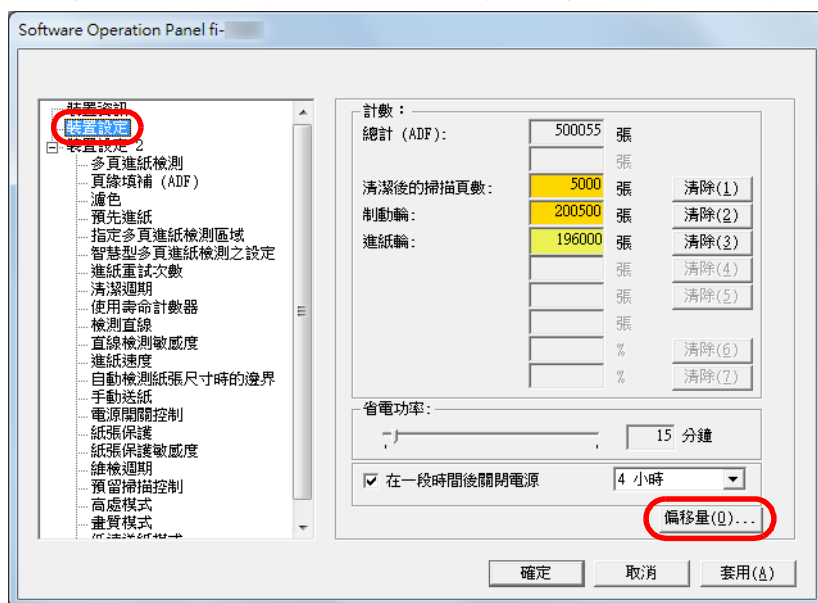 Software Operation Panel fi-
裝置資訊
裝置設定
裝置設定 2
多頁進紙檢測
頁緣填補 (ADF)
濾色
預先進紙
指定多頁進紙檢測區域
智慧型多頁進紙檢測之設定
進紙重試次數
清潔週期
使用壽命計數器
檢測直線
直線檢測敏感度
進紙速度
自動檢測紙張尺寸時的邊界
手動送紙
電源開關控制
紙張保護
紙張保護敏感度
維檢週期
預留掃描控制
高處模式
畫質模式
低速送紙模式
計數：
總計 (ADF): 500055 張
張
清潔後的掃描頁數: 5000 張 清除(1)
制動輪: 200500 張 清除(2)
進紙輪: 196000 張 清除(3)
張 清除(4)
張 清除(5)
張
% 清除(6)
% 清除(7)
省電功率:
15 分鐘
在一段時間後關閉電源 4 小時
偏移量(O)...
確定 取消 套用(A)